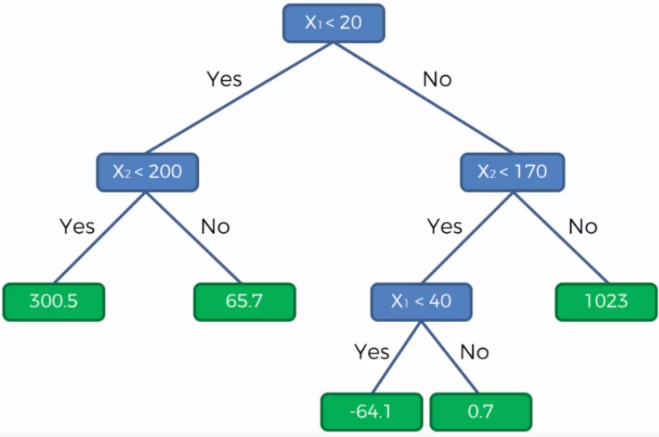 X₁ < 20
Yes
No
X₂ < 200
X₂ < 170
Yes
No
Yes
No
300.5
65.7
X₁ < 40
1023
Yes
No
-64.1
0.7